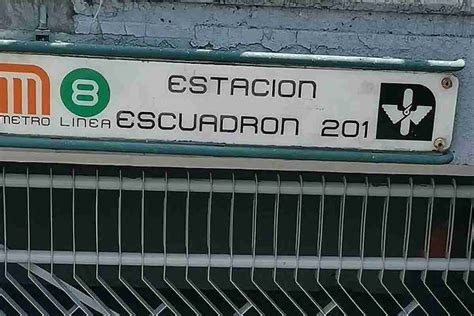 M 8 ESTACION
METRO LINEA ESCUADRON 201